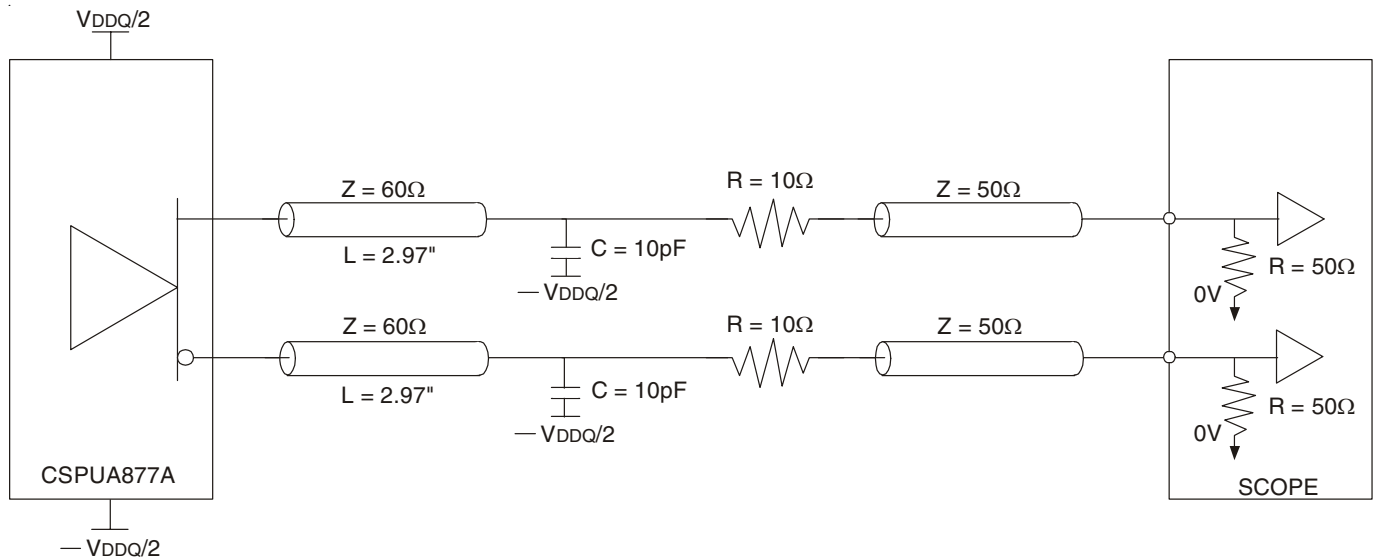 VDDQ/2
Z = 60Ω
R = 10Ω
Z = 50Ω
L = 2.97"
C = 10pF
R = 50Ω
— VDDQ/2
0V
Z = 60Ω
R = 10Ω
Z = 50Ω
L = 2.97"
C = 10pF
R = 50Ω
— VDDQ/2
0V
CSPUA877A
SCOPE
— VDDQ/2